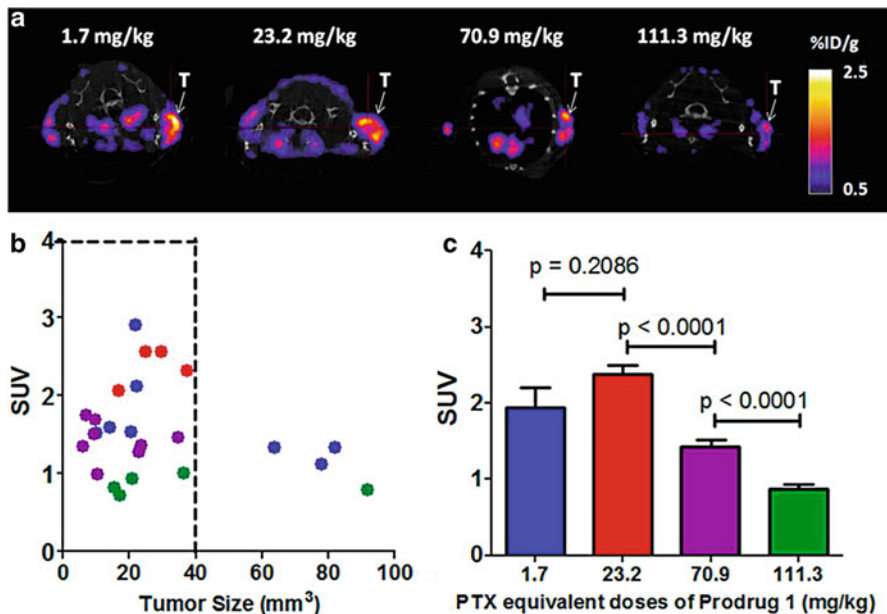 a
1.7 mg/kg 23.2 mg/kg 70.9 mg/kg 111.3 mg/kg %ID/g
T T T T
2.5
0.5
b
4
3
2
1
0
SUV
0 20 40 60 80 100
Tumor Size (mm³)
c
4
3
2
1
0
SUV
p = 0.2086
p < 0.0001
p < 0.0001
1.7 23.2 70.9 111.3
PTX equivalent doses of Prodrug 1 (mg/kg)